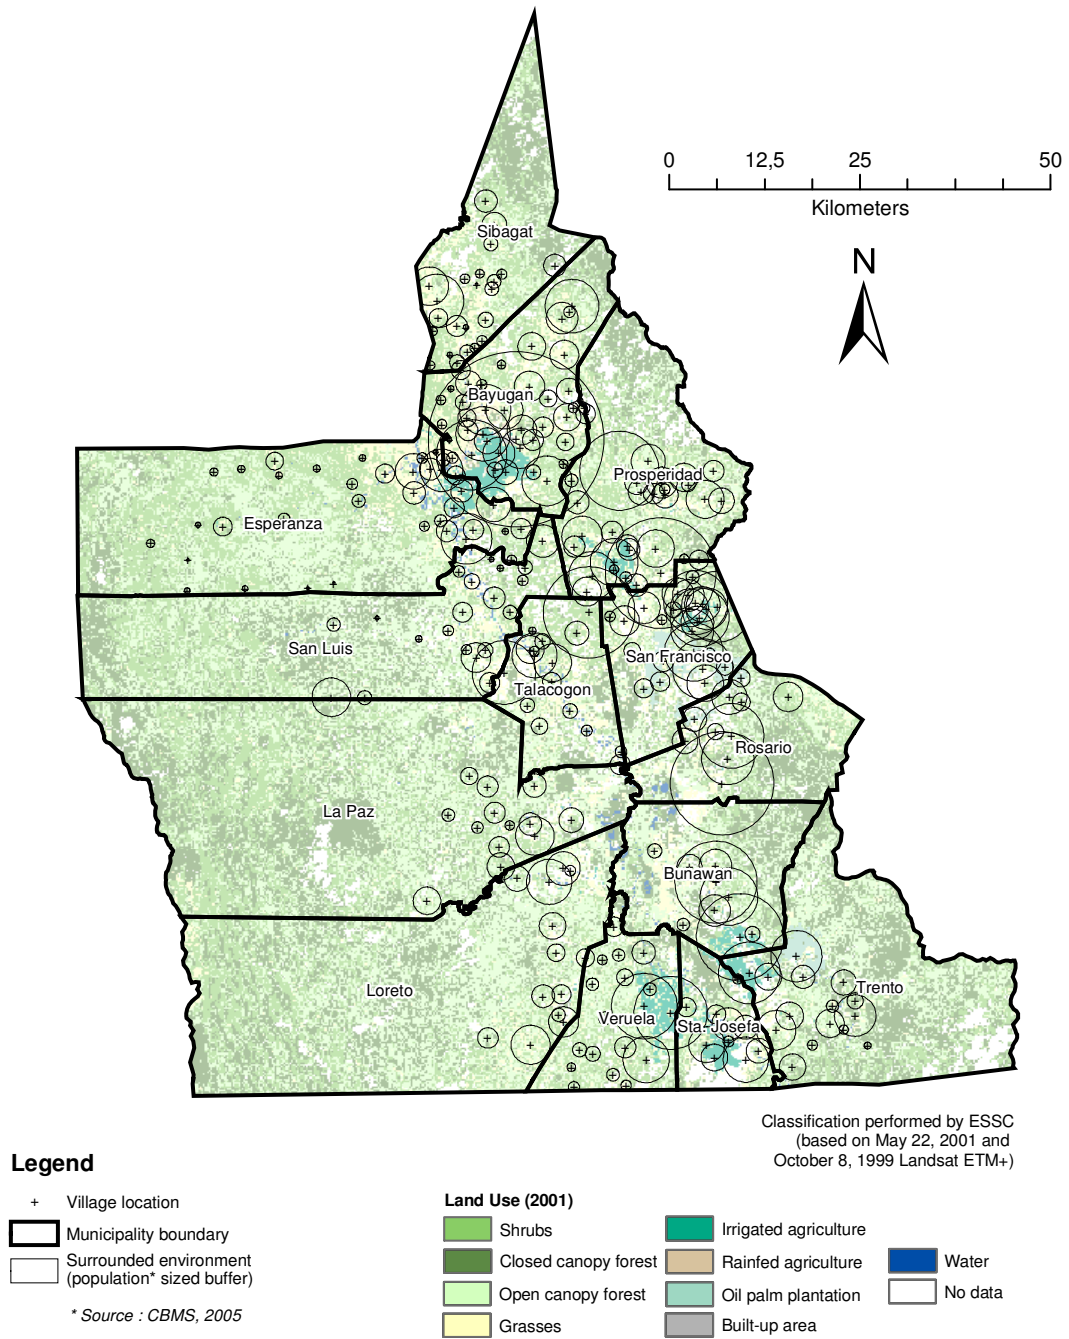 0 12,5 25 50
Kilometers
N
Sibagat
Bayugan
Prosperidad
Esperanza
San Luis
San Francisco
Talacogon
Rosario
La Paz
Bunawan
Loreto
Veruela
Sta. Josefa
Trento
Classification performed by ESSC
(based on May 22, 2001 and
October 8, 1999 Landsat ETM+)
Legend
Village location
Municipality boundary
Surrounded environment
(population* sized buffer)
* Source : CBMS, 2005
Land Use (2001)
Shrubs
Closed canopy forest
Open canopy forest
Grasses
Irrigated agriculture
Rainfed agriculture
Oil palm plantation
Built-up area
Water
No data